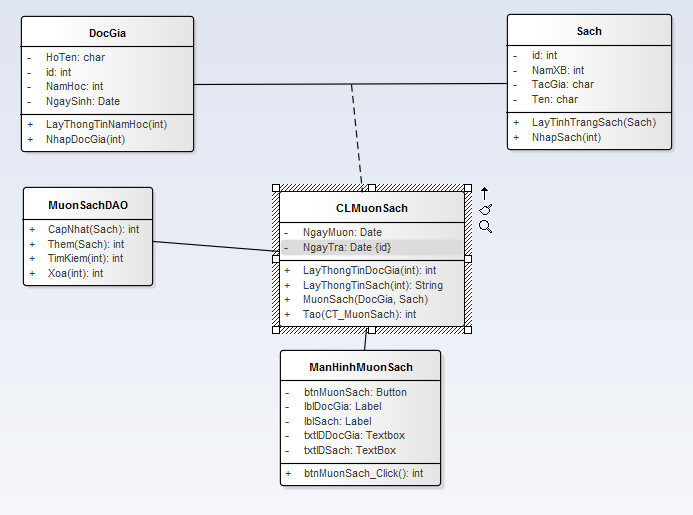 DocGia
- HoTen: char
- id: int
- NamHoc: int
- NgaySinh: Date
+ LayThongTinNamHoc(int)
+ NhapDocGia(int)
Sach
- id: int
- NamXB: int
- TacGia: char
- Ten: char
+ LayTinhTrangSach(Sach)
+ NhapSach(int)
MuonSachDAO
+ CapNhat(Sach): int
+ Them(Sach): int
+ TimKiem(int): int
+ Xoa(int): int
CLMuonSach
- NgayMuon: Date
- NgayTra: Date {id}
+ LayThongTinDocGia(int): int
+ LayThongTinSach(int): String
+ MuonSach(DocGia, Sach)
+ Tao(CT_MuonSach): int
ManHinhMuonSach
- btnMuonSach: Button
- lblDocGia: Label
- lblSach: Label
- txtIDDocGia: Textbox
- txtIDSach: TextBox
+ btnMuonSach_Click(): int